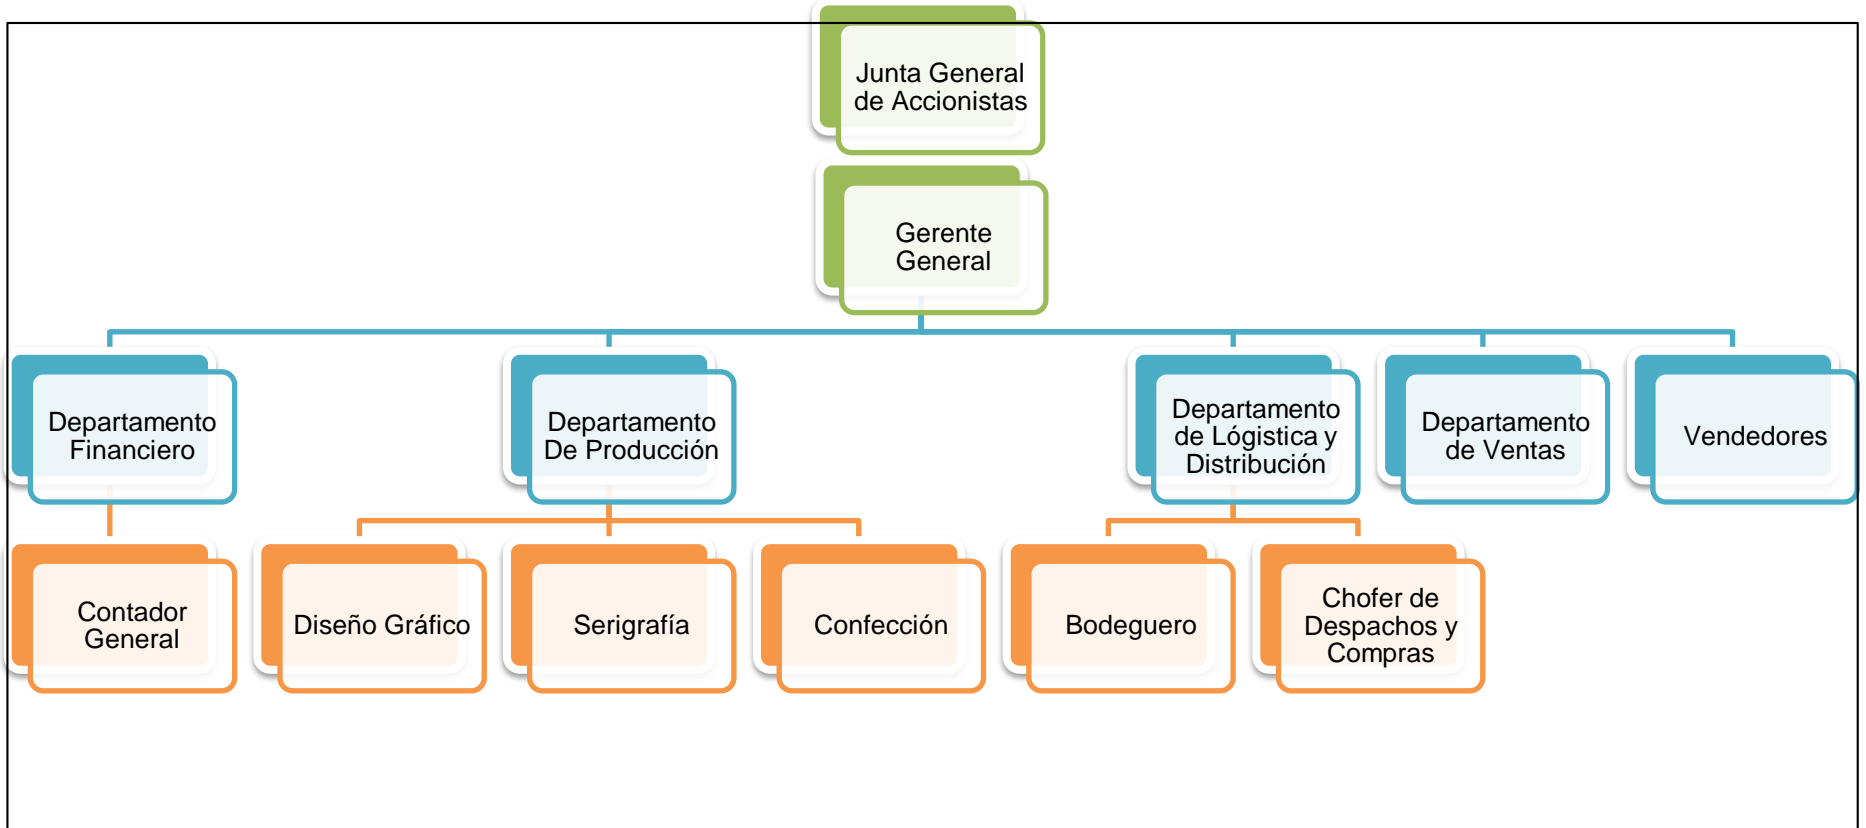 Junta General
de Accionistas
Gerente
General
Departamento
Financiero
Departamento
De Producción
Departamento
de Lógistica y
Distribución
Departamento
de Ventas
Vendedores
Contador
General
Diseño Gráfico
Serigrafía
Confección
Bodeguero
Chofer de
Despachos y
Compras